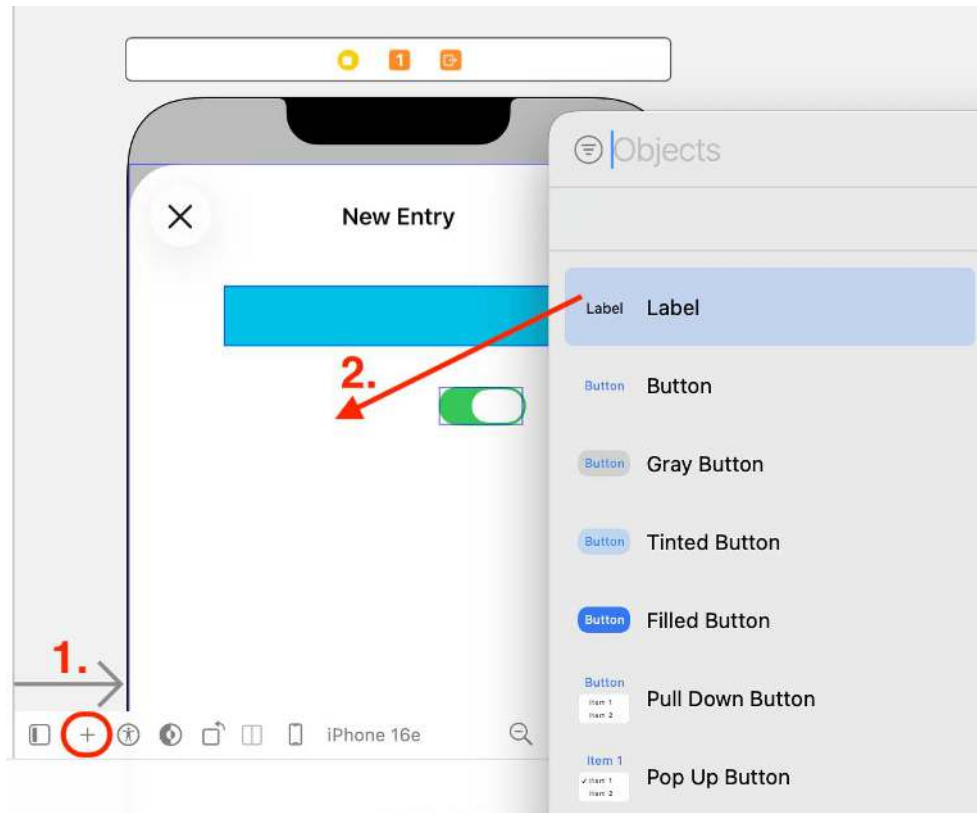 1
Objects
New Entry
Label Label
2.
Button Button
Button Gray Button
Button Tinted Button
Button Filled Button
1.
Button
Item 1
Item 2
Pull Down Button
iPhone 16e
Item 1
✓ Item 1
Item 2
Pop Up Button